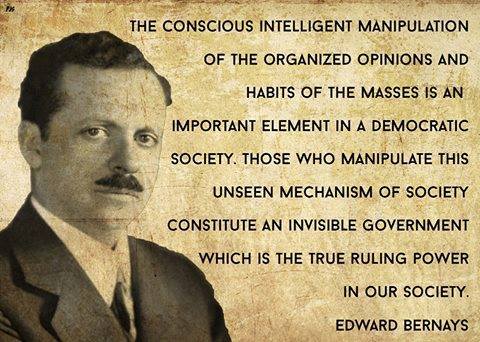 THE CONSCIOUS INTELLIGENT MANIPULATION
OF THE ORGANIZED OPINIONS AND
HABITS OF THE MASSES IS AN
IMPORTANT ELEMENT IN A DEMOCRATIC
SOCIETY. THOSE WHO MANIPULATE THIS
UNSEEN MECHANISM OF SOCIETY
CONSTITUTE AN INVISIBLE GOVERNMENT
WHICH IS THE TRUE RULING POWER
IN OUR SOCIETY.
EDWARD BERNAYS